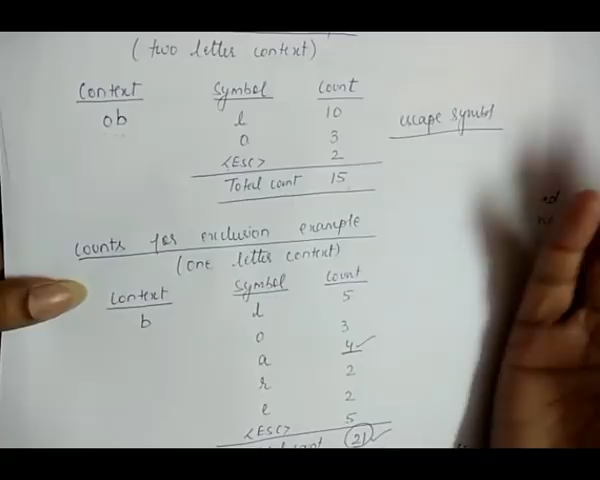 (two letter context)
Context Symbol Count
ob l 10
o 3
<ESC> 2
Total count 15
escape symbol
Counts for exclusion example
(one letter context)
Context Symbol Count
b l 5
o 3
a 4
r 2
e 2
<ESC> 5
count 21